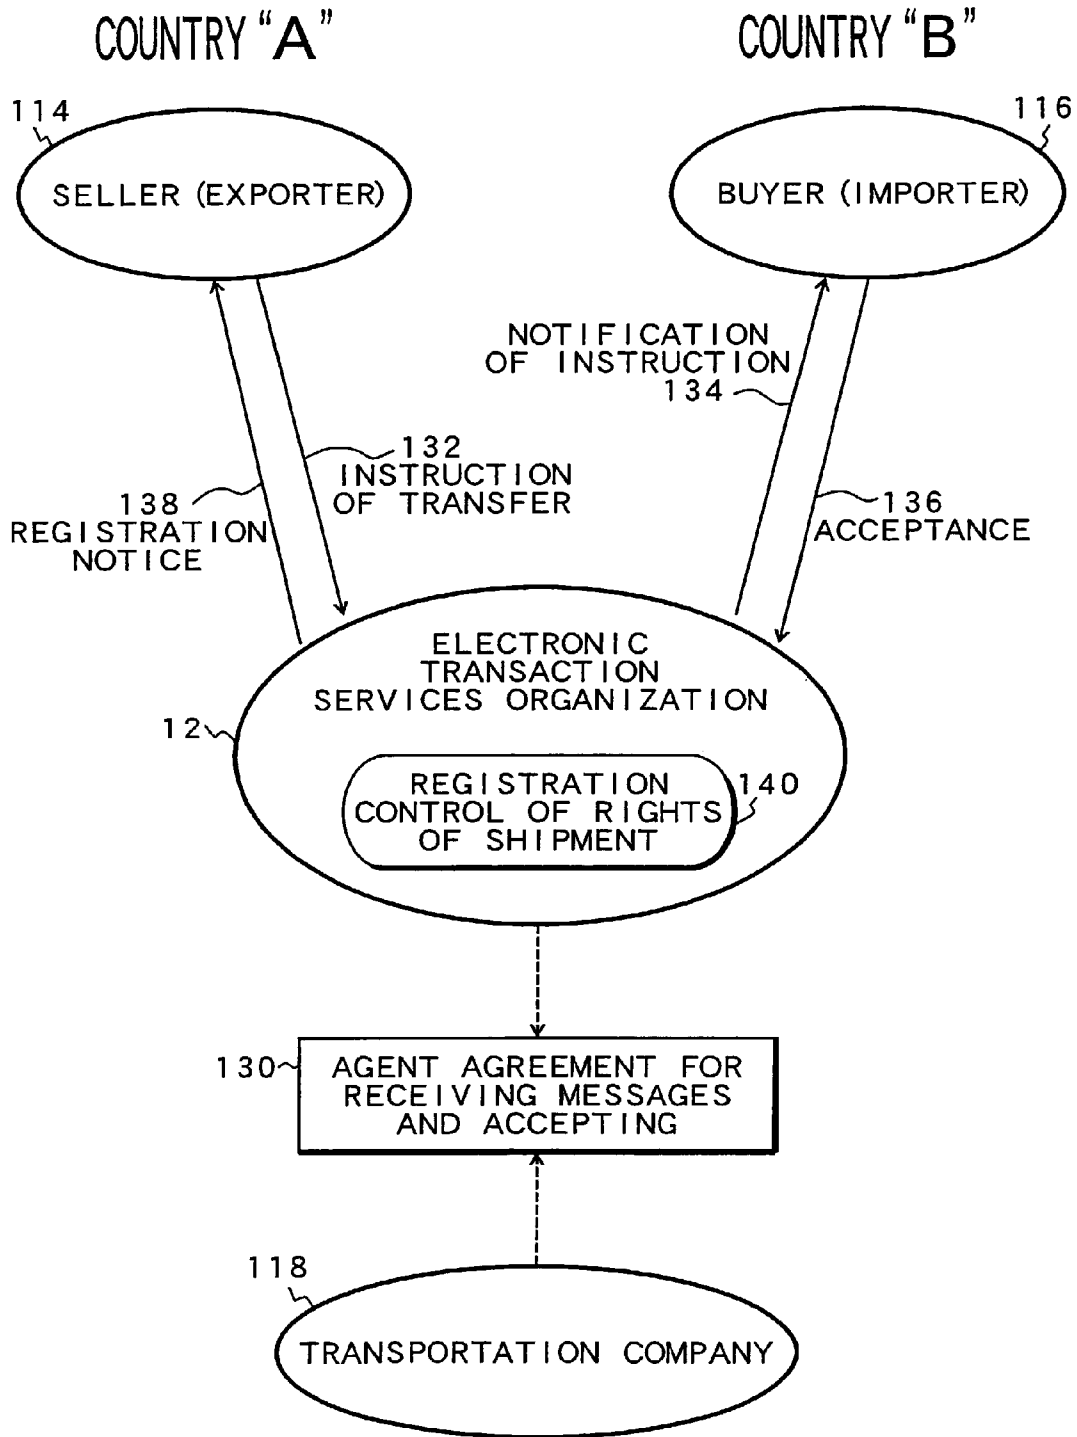 COUNTRY “A”
COUNTRY “B”
114
116
SELLER (EXPORTER)
BUYER (IMPORTER)
NOTIFICATION
OF INSTRUCTION
134
132
INSTRUCTION
OF TRANSFER
138
REGISTRATION
NOTICE
136
ACCEPTANCE
ELECTRONIC
TRANSACTION
SERVICES ORGANIZATION
12
REGISTRATION
CONTROL OF RIGHTS
OF SHIPMENT
140
130
AGENT AGREEMENT FOR
RECEIVING MESSAGES
AND ACCEPTING
118
TRANSPORTATION COMPANY